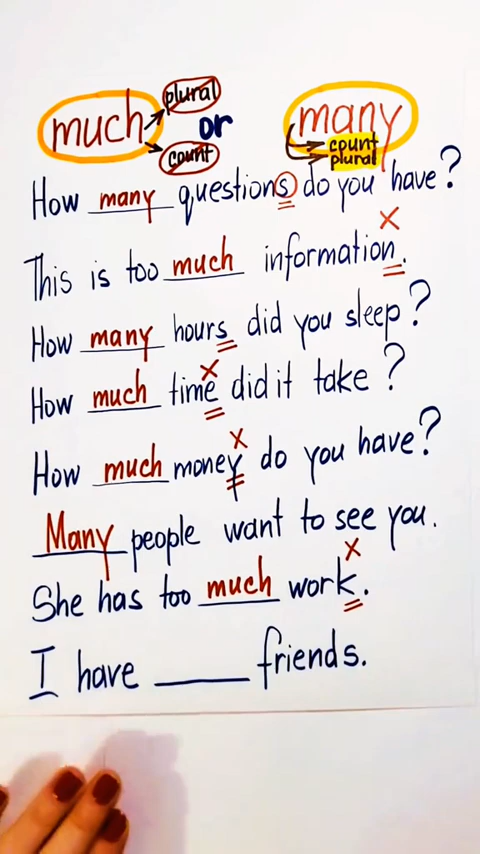 plural
much or many
count
count
plural
How many questions do you have?
This is too much information.
How many hours did you sleep?
How much time did it take?
How much money do you have?
Many people want to see you.
She has too much work.
I have ____ friends.